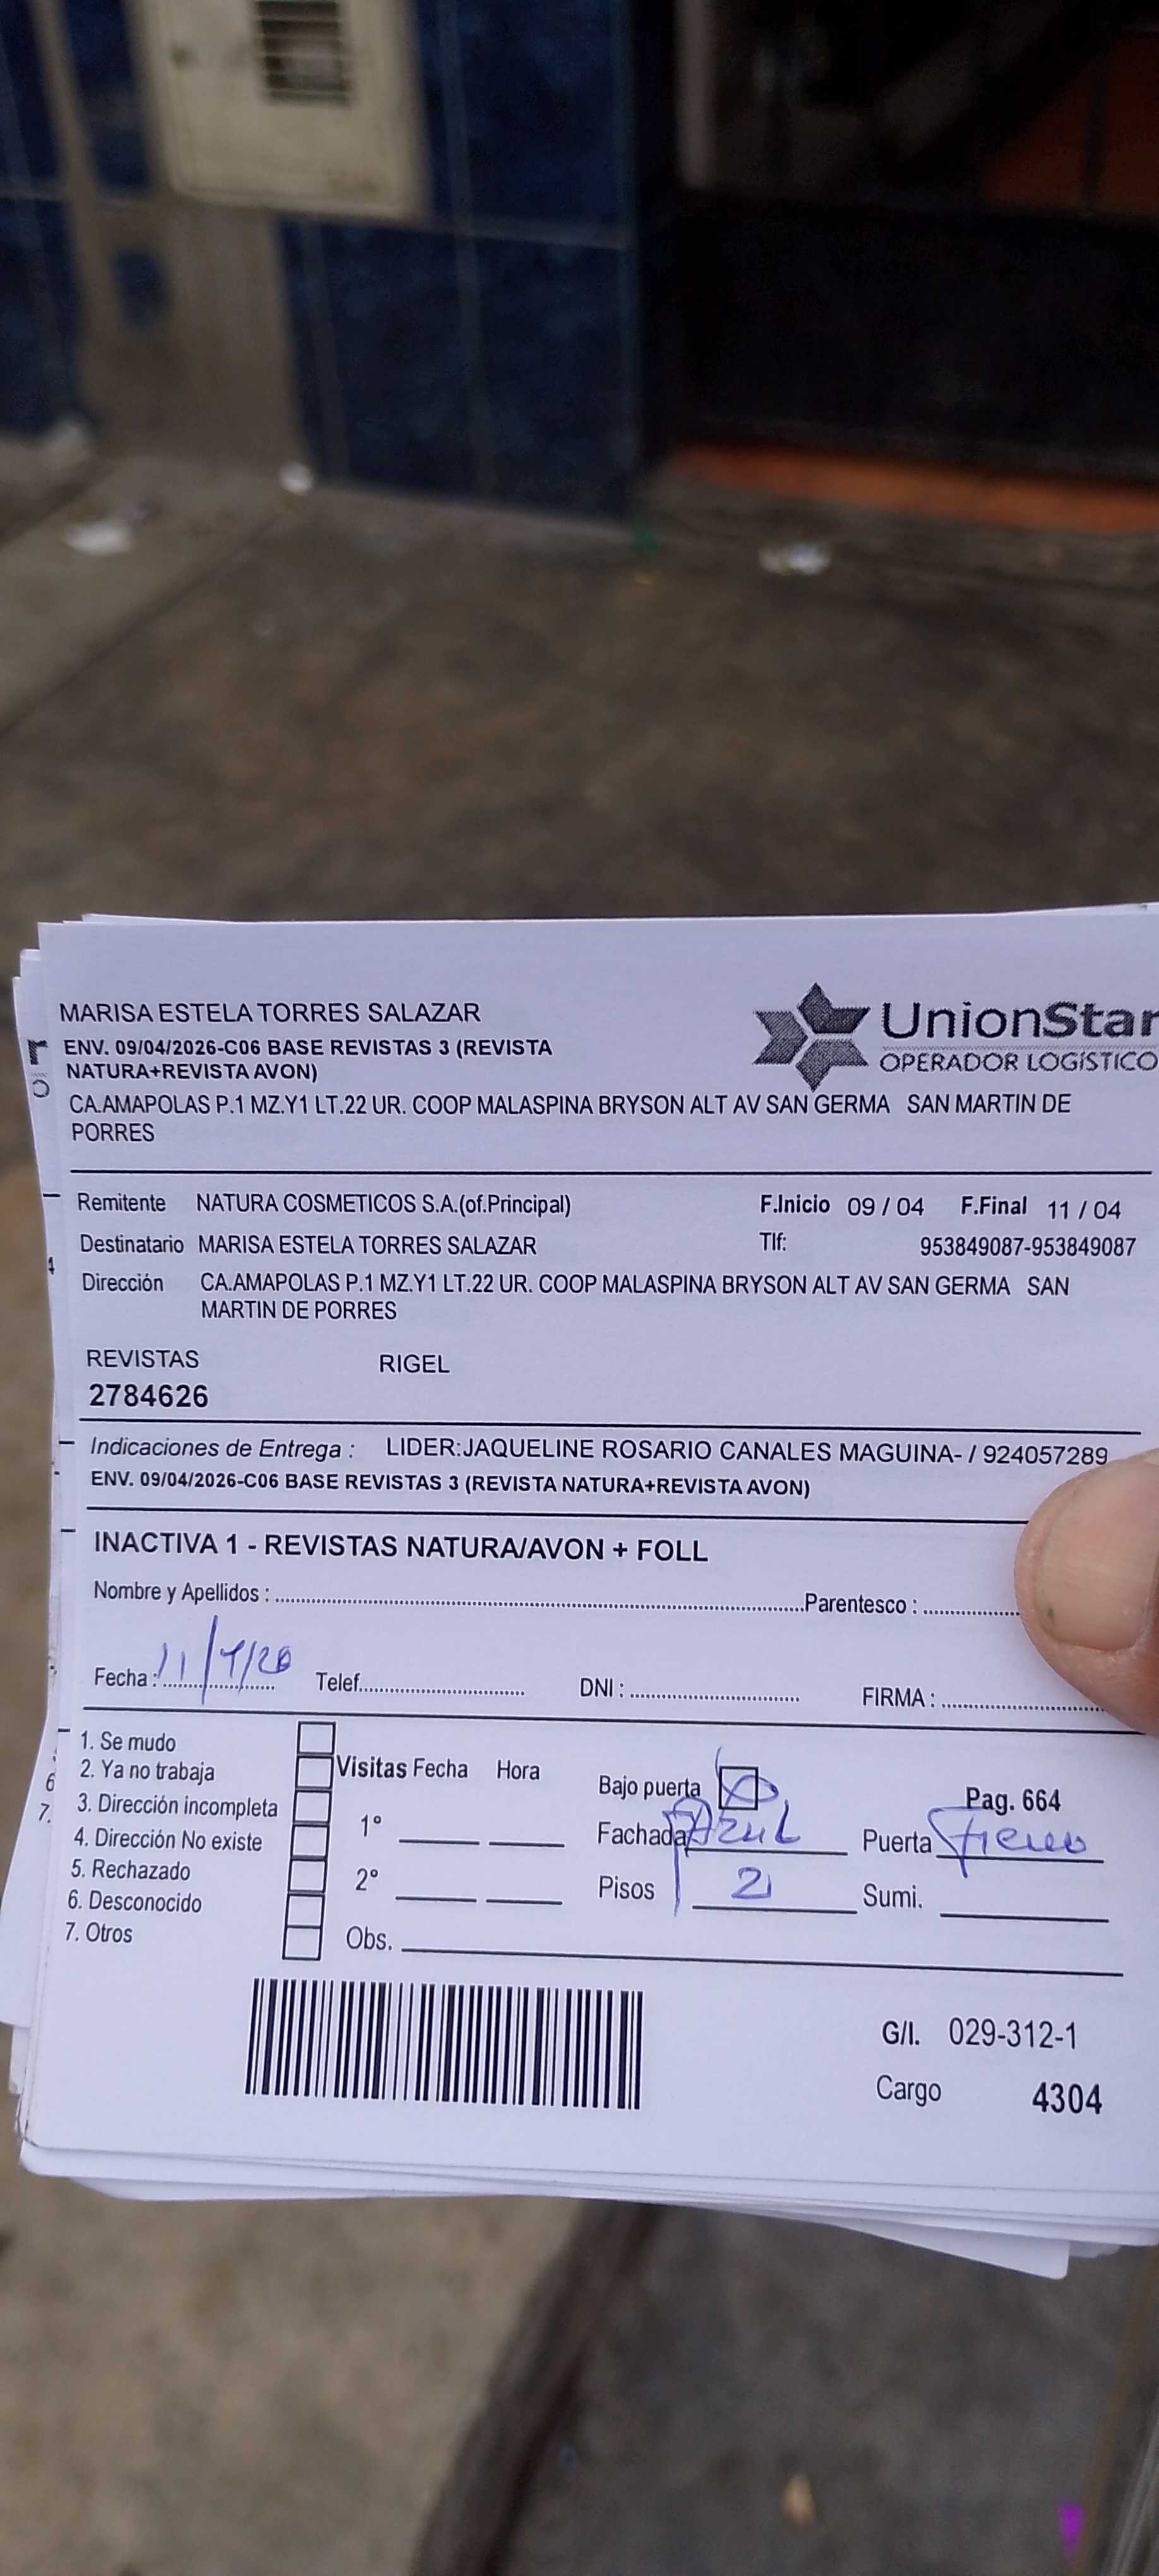 MARISA ESTELA TORRES SALAZAR
ENV. 09/04/2026-C06 BASE REVISTAS 3 (REVISTA
NATURA+REVISTA AVON)
UnionStar
OPERADOR LOGÍSTICO
CA.AMAPOLAS P.1 MZ.Y1 LT.22 UR. COOP MALASPINA BRYSON ALT AV SAN GERMA SAN MARTIN DE
PORRES
Remitente NATURA COSMETICOS S.A.(of.Principal) F.Inicio 09 / 04 F.Final 11 / 04
Destinatario MARISA ESTELA TORRES SALAZAR Tlf: 953849087-953849087
Dirección CA.AMAPOLAS P.1 MZ.Y1 LT.22 UR. COOP MALASPINA BRYSON ALT AV SAN GERMA SAN
MARTIN DE PORRES
REVISTAS RIGEL
2784626
Indicaciones de Entrega : LIDER:JAQUELINE ROSARIO CANALES MAGUINA- / 924057289
ENV. 09/04/2026-C06 BASE REVISTAS 3 (REVISTA NATURA+REVISTA AVON)
INACTIVA 1 - REVISTAS NATURA/AVON + FOLL
Nombre y Apellidos : Parentesco :
Fecha : 11/4/26 Telef. DNI : FIRMA :
1. Se mudo
2. Ya no trabaja
3. Dirección incompleta
4. Dirección No existe
5. Rechazado
6. Desconocido
7. Otros
Visitas Fecha Hora
1°
2°
Obs.
Bajo puerta Pag. 664
Fachada Azul Puerta
Pisos 2 Sumi.
G/I. 029-312-1
Cargo 4304